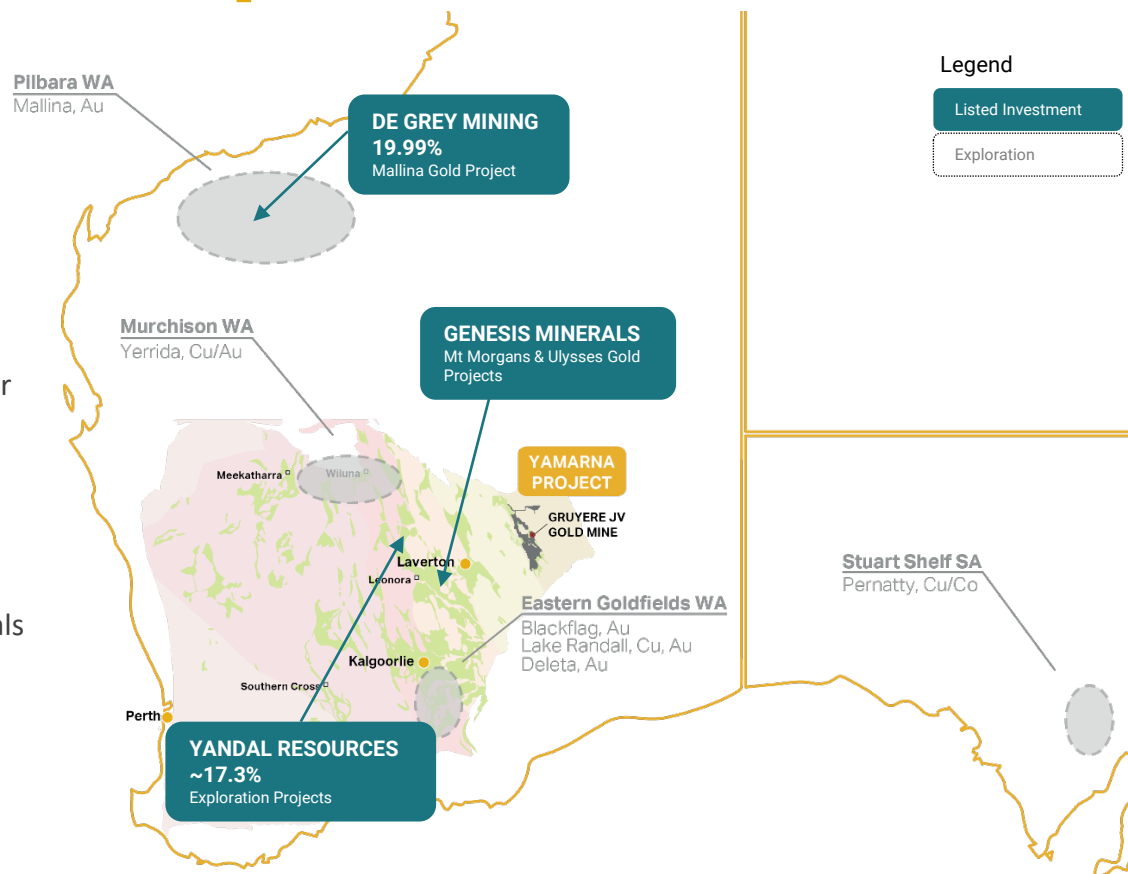 Pilbara WA
Mallina, Au
DE GREY MINING
19.99%
Mallina Gold Project
Legend
Listed Investment
Exploration
Murchison WA
Yerrida, Cu/Au
GENESIS MINERALS
Mt Morgans & Ulysses Gold
Projects
r
Meekatharra
Wiluna
YAMARNA
PROJECT
GRUYERE JV
GOLD MINE
Laverton
Leonora
Stuart Shelf SA
Pernatty, Cu/Co
Eastern Goldfields WA
Blackflag, Au
Lake Randall, Cu, Au
Deleta, Au
als
Kalgoorlie
Southern Cross
Perth
YANDAL RESOURCES
~17.3%
Exploration Projects